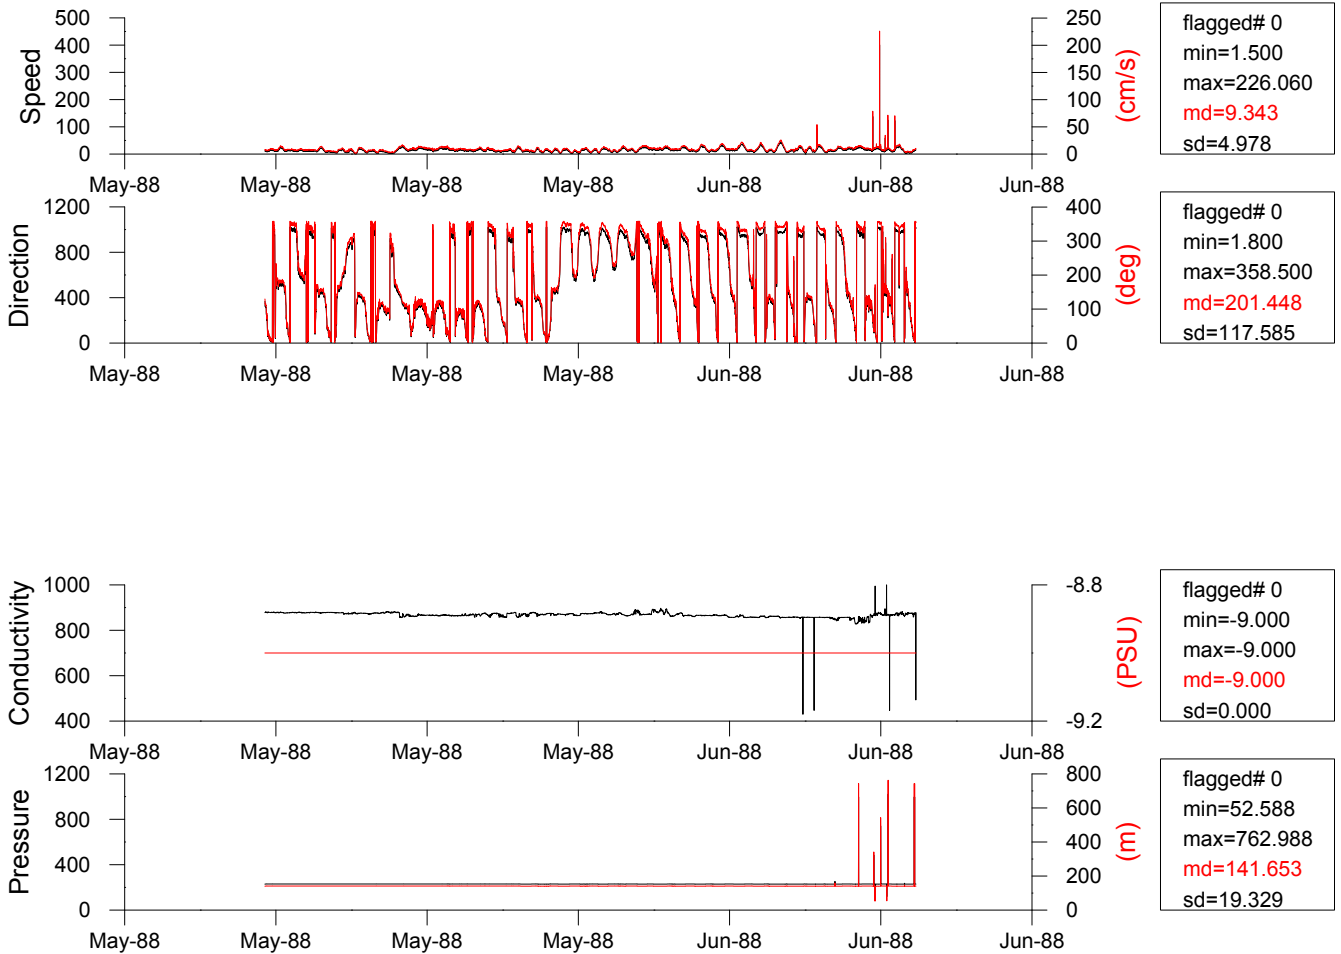 Speed
500
400
300
200
100
0
250
200
150
100
50
0
(cm/s)
May-88 May-88 May-88 May-88 Jun-88 Jun-88 Jun-88
flagged# 0
min=1.500
max=226.060
md=9.343
sd=4.978
Direction
1200
800
400
0
400
300
200
100
0
(deg)
May-88 May-88 May-88 May-88 Jun-88 Jun-88 Jun-88
flagged# 0
min=1.800
max=358.500
md=201.448
sd=117.585
Conductivity
1000
800
600
400
-8.8
-9.2
(PSU)
May-88 May-88 May-88 May-88 Jun-88 Jun-88 Jun-88
flagged# 0
min=-9.000
max=-9.000
md=-9.000
sd=0.000
Pressure
1200
800
400
0
800
600
400
200
0
(m)
May-88 May-88 May-88 May-88 Jun-88 Jun-88 Jun-88
flagged# 0
min=52.588
max=762.988
md=141.653
sd=19.329